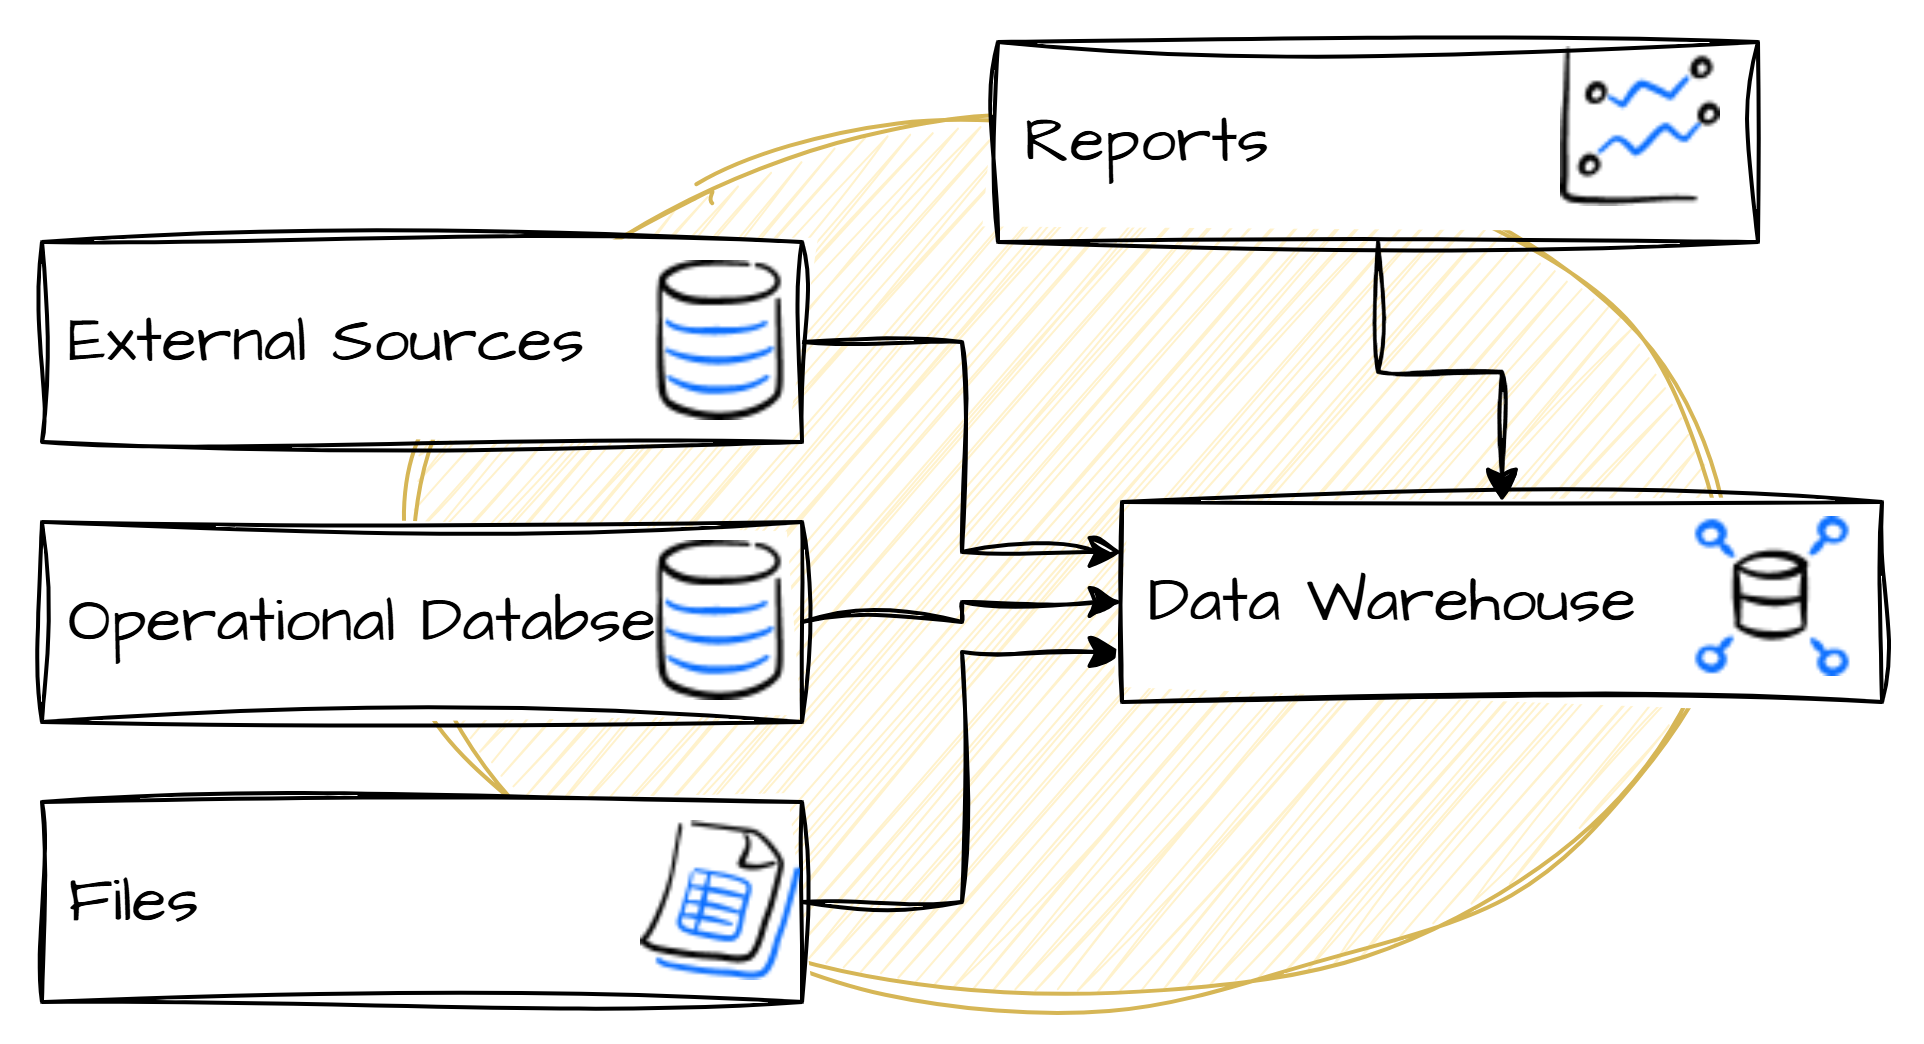 Reports
External Sources
Operational Databse
Data Warehouse
Files